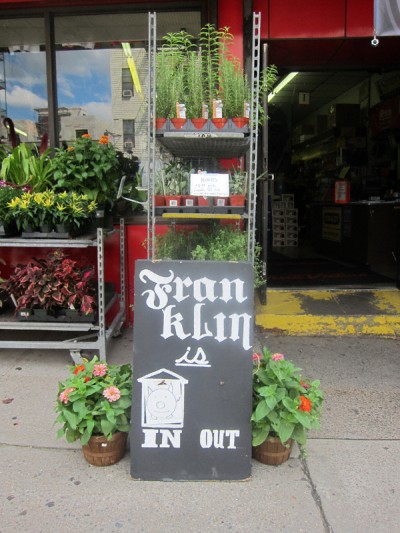 Fran
klin
is
IN OUT